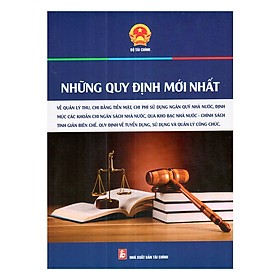 BỘ TÀI CHÍNH
NHỮNG QUY ĐỊNH MỚI NHẤT
VỀ QUẢN LÝ THU, CHI BẰNG TIỀN MẶT, CHI PHÍ SỬ DỤNG NGÂN QUỸ NHÀ NƯỚC, ĐỊNH
MỨC CÁC KHOẢN CHI NGÂN SÁCH NHÀ NƯỚC, QUA KHO BẠC NHÀ NƯỚC - CHÍNH SÁCH
TINH GIẢN BIÊN CHẾ, QUY ĐỊNH VỀ TUYỂN DỤNG, SỬ DỤNG VÀ QUẢN LÝ CÔNG CHỨC.
NHÀ XUẤT BẢN TÀI CHÍNH